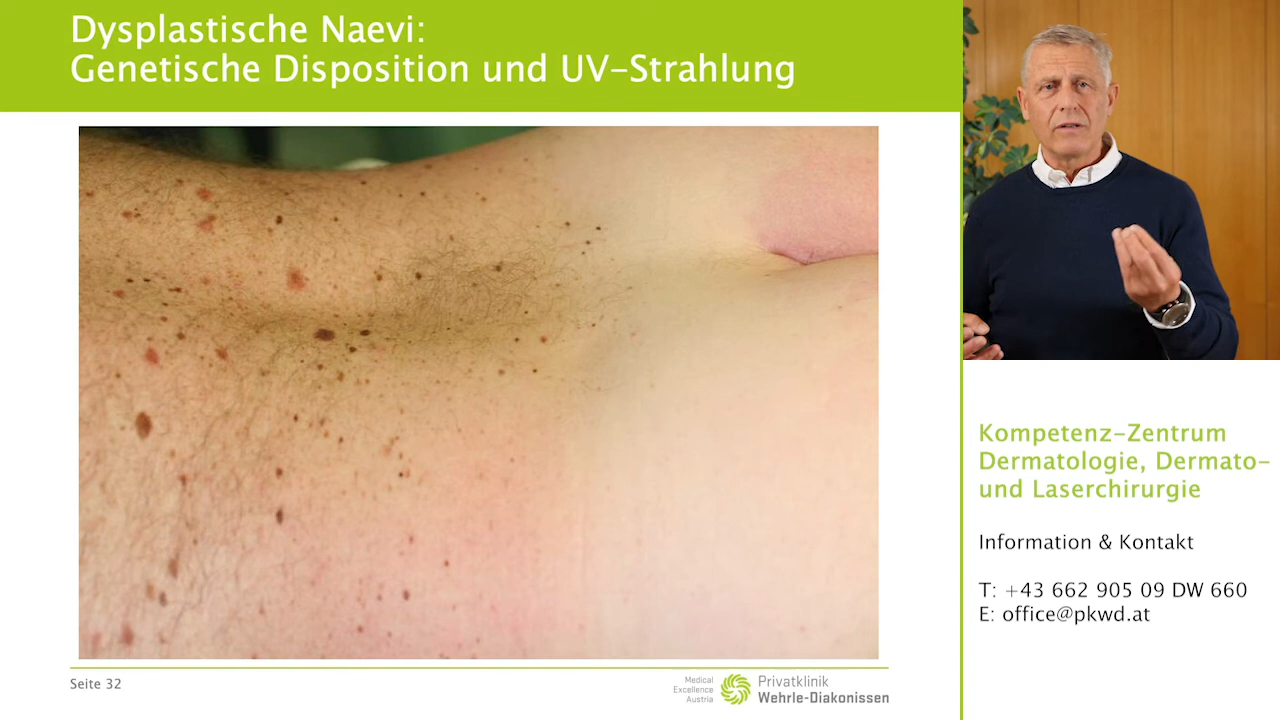 Dysplastische Naevi:
Genetische Disposition und UV-Strahlung
Seite 32
Medical
Excellence
Austria
Privatklinik
Wehrle-Diakonissen
Kompetenz-Zentrum
Dermatologie, Dermato-
und Laserchirurgie
Information & Kontakt
T: +43 662 905 09 DW 660
E: office@pkwd.at